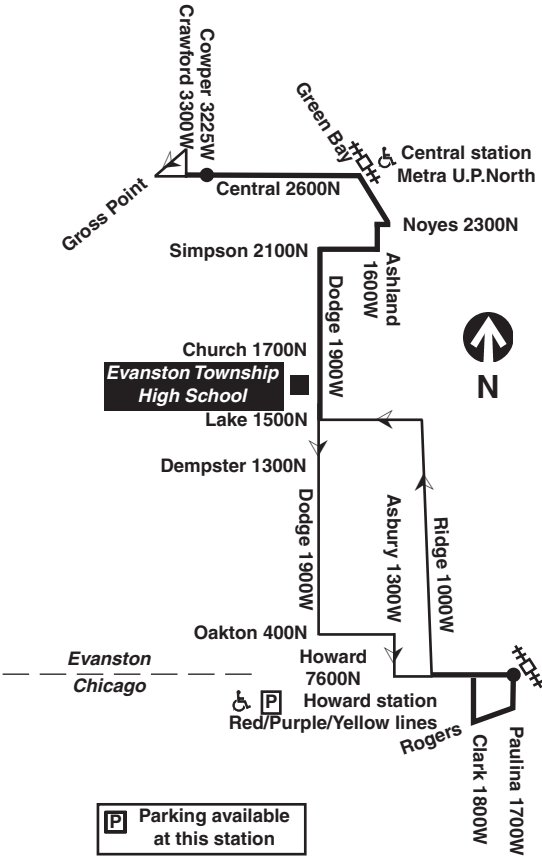 Crawford 3300W
Cowper 3225W
Green Bay
Central station
Metra U.P.North
Central 2600N
Gross Point
Noyes 2300N
Simpson 2100N
Ashland
1600W
Dodge 1900W
Church 1700N
Evanston Township
High School
N
Lake 1500N
Dempster 1300N
Dodge 1900W
Asbury 1300W
Ridge 1000W
Oakton 400N
Evanston
Chicago
Howard
7600N
P Howard station
Red/Purple/Yellow lines
Rogers
Clark 1800W
Paulina 1700W
P Parking available
at this station